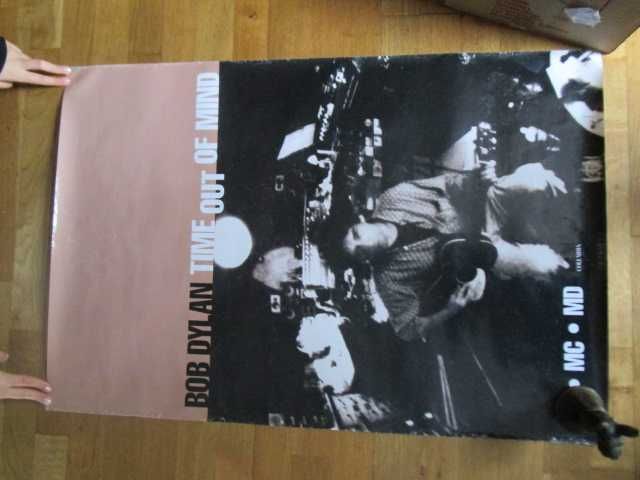 BOB DYLAN TIME OUT OF MIND
• MC • MD
COLUMBIA